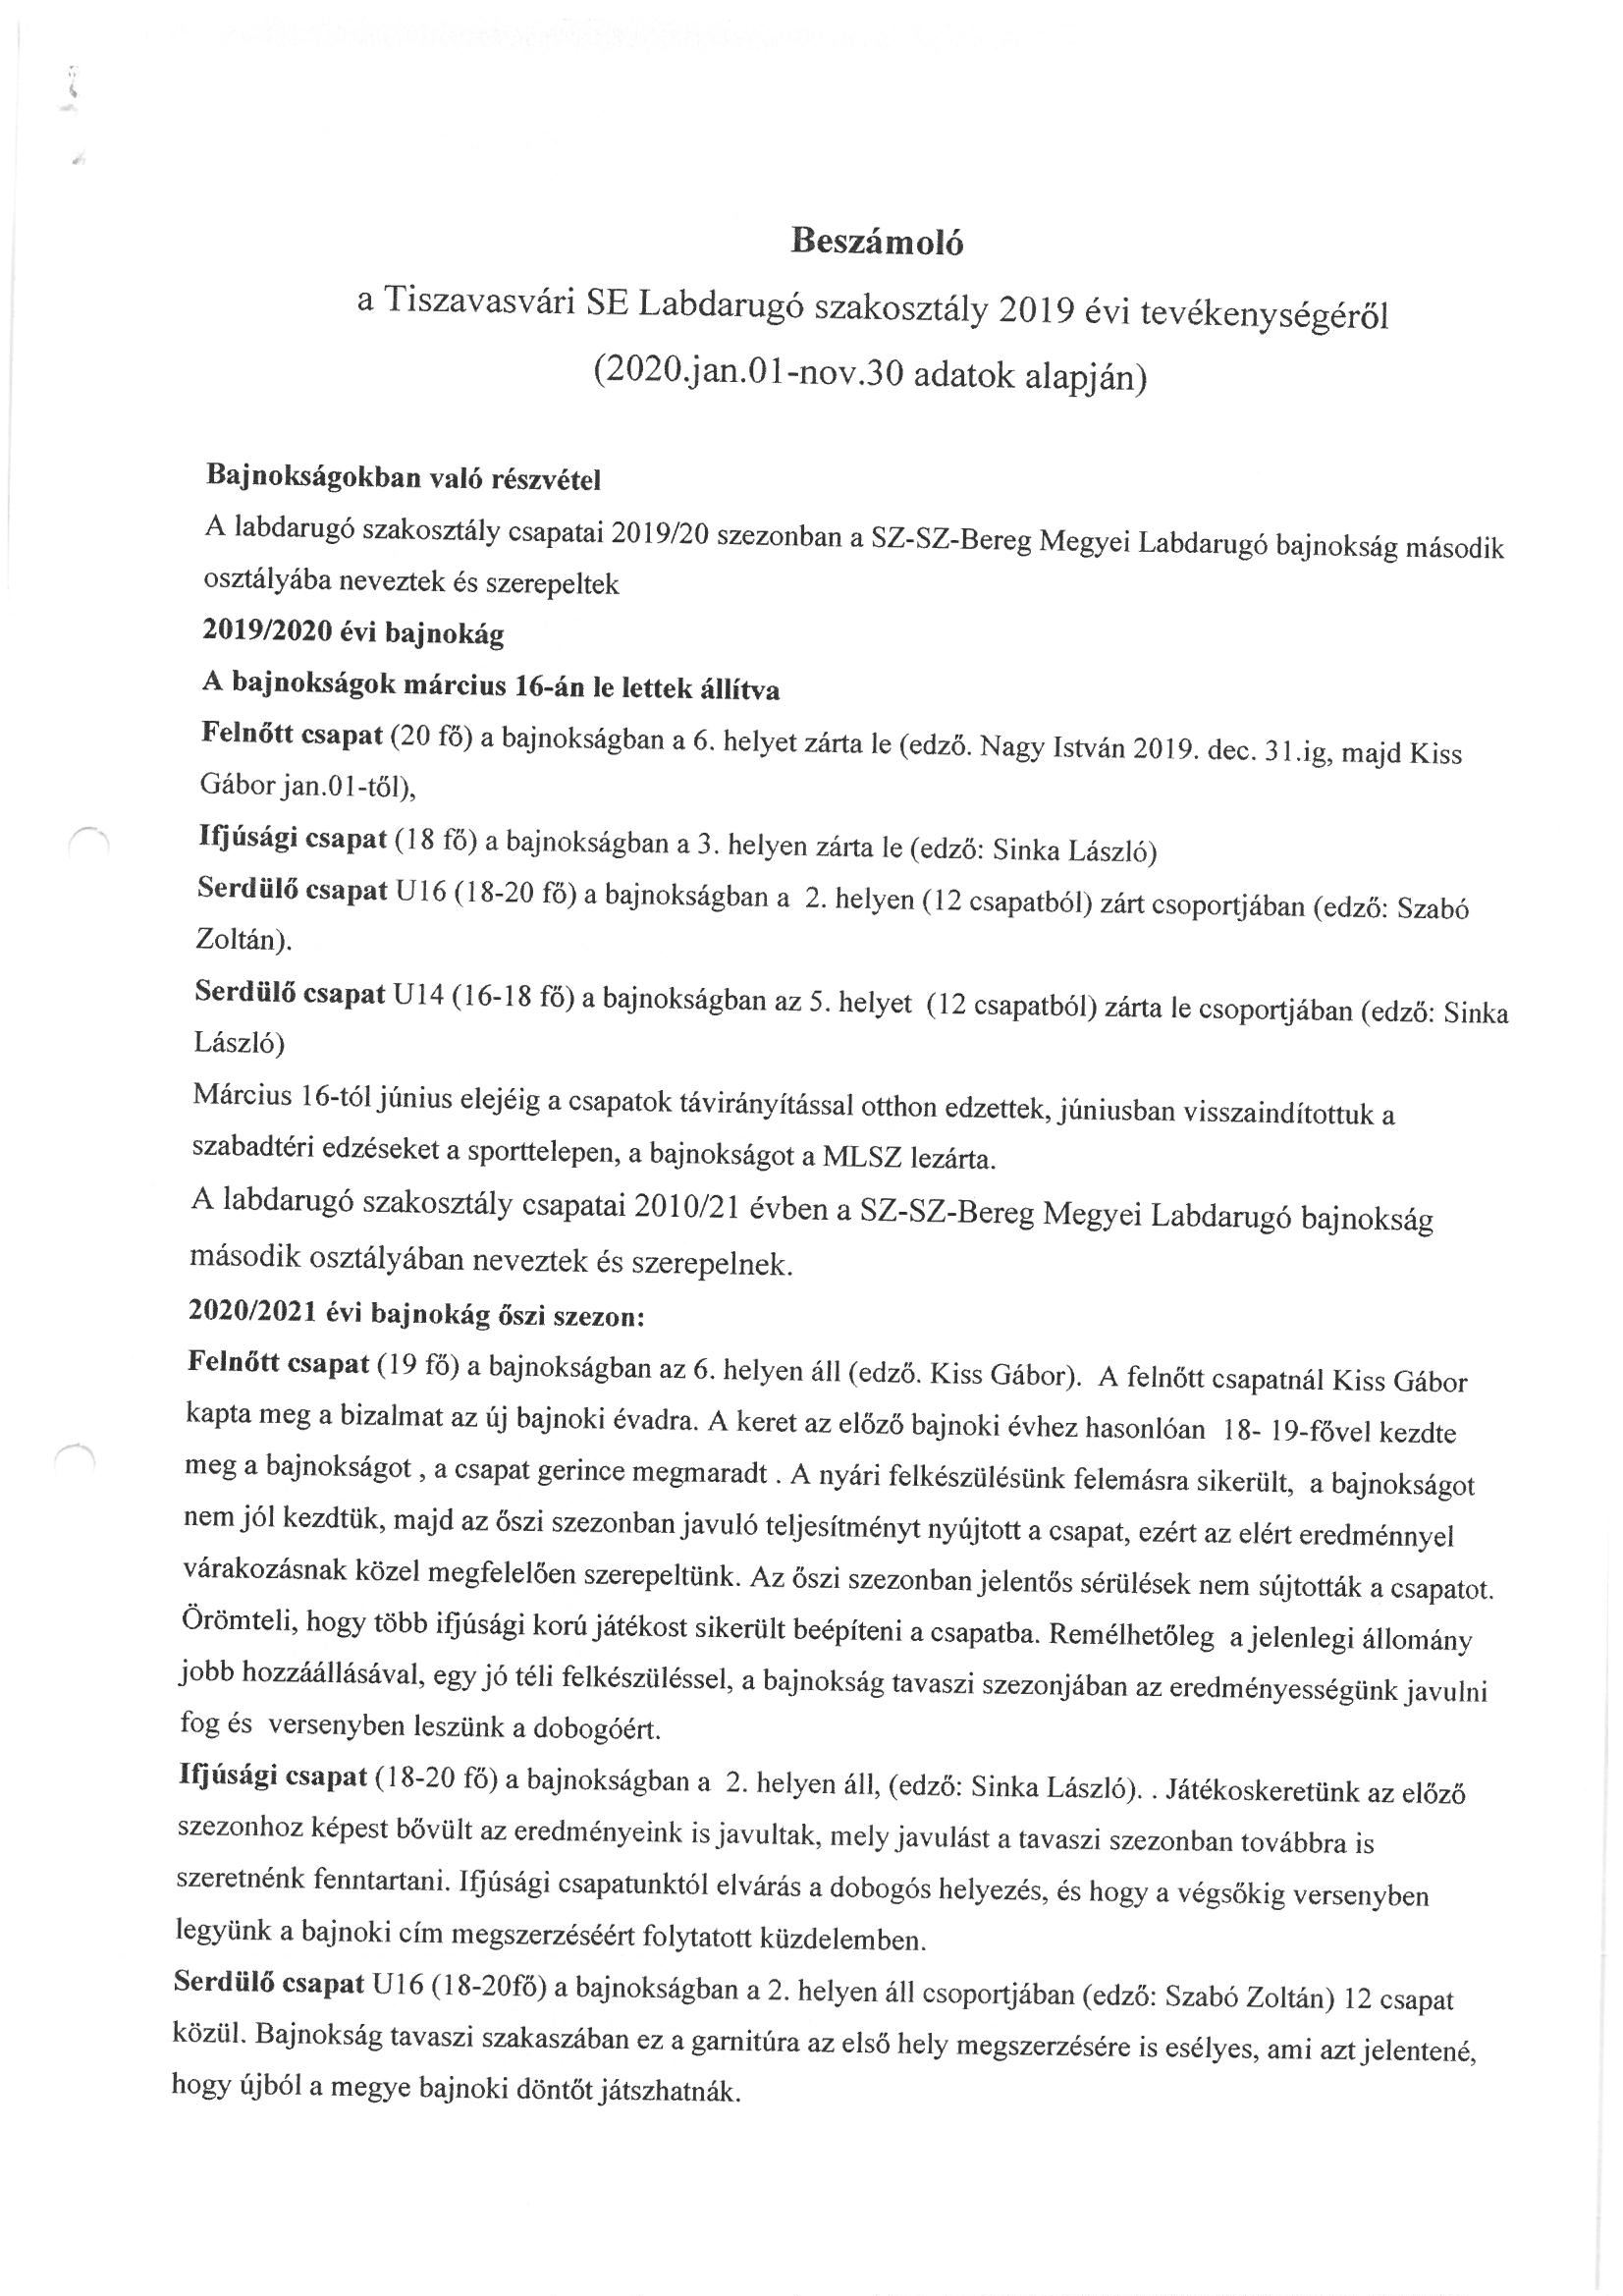 Beszámoló
a Tiszavasvári SE Labdarugó szakosztály 2019 évi tevékenységéről
(2020.jan.01-nov.30 adatok alapján)
Bajnokságokban való részvétel
A labdarugó szakosztály csapatai 2019/20 szezonban a SZ-SZ-Bereg Megyei Labdarugó bajnokság második
osztályába neveztek és szerepeltek
2019/2020 évi bajnokág
A bajnokságok március 16-án le lettek állítva
Felnőtt csapat (20 fő) a bajnokságban a 6. helyet zárta le (edző. Nagy István 2019. dec. 31.ig, majd Kiss
Gábor jan.01-től),
Ifjúsági csapat (18 fő) a bajnokságban a 3. helyen zárta le (edző: Sinka László)
Serdülő csapat U16 (18-20 fő) a bajnokságban a 2. helyen (12 csapatból) zárt csoportjában (edző: Szabó
Zoltán).
Serdülő csapat U14 (16-18 fő) a bajnokságban az 5. helyet (12 csapatból) zárta le csoportjában (edző: Sinka
László)
Március 16-tól június elejéig a csapatok távirányítással otthon edzettek, júniusban visszaindítottuk a
szabadtéri edzéseket a sporttelepen, a bajnokságot a MLSZ lezárta.
A labdarugó szakosztály csapatai 2010/21 évben a SZ-SZ-Bereg Megyei Labdarugó bajnokság
második osztályában neveztek és szerepelnek.
2020/2021 évi bajnokág őszi szezon:
Felnőtt csapat (19 fő) a bajnokságban az 6. helyen áll (edző. Kiss Gábor). A felnőtt csapatnál Kiss Gábor
kapta meg a bizalmat az új bajnoki évadra. A keret az előző bajnoki évhez hasonlóan 18- 19-fővel kezdte
meg a bajnokságot , a csapat gerince megmaradt . A nyári felkészülésünk felemásra sikerült, a bajnokságot
nem jól kezdtük, majd az őszi szezonban javuló teljesítményt nyújtott a csapat, ezért az elért eredménnyel
várakozásnak közel megfelelően szerepeltünk. Az őszi szezonban jelentős sérülések nem sújtották a csapatot.
Örömteli, hogy több ifjúsági korú játékost sikerült beépíteni a csapatba. Remélhetőleg a jelenlegi állomány
jobb hozzáállásával, egy jó téli felkészüléssel, a bajnokság tavaszi szezonjában az eredményességünk javulni
fog és versenyben leszünk a dobogóért.
Ifjúsági csapat (18-20 fő) a bajnokságban a 2. helyen áll, (edző: Sinka László). . Játékoskeretünk az előző
szezonhoz képest bővült az eredményeink is javultak, mely javulást a tavaszi szezonban továbbra is
szeretnénk fenntartani. Ifjúsági csapatunktól elvárás a dobogós helyezés, és hogy a végsőkig versenyben
legyünk a bajnoki cím megszerzéséért folytatott küzdelemben.
Serdülő csapat U16 (18-20fő) a bajnokságban a 2. helyen áll csoportjában (edző: Szabó Zoltán) 12 csapat
közül. Bajnokság tavaszi szakaszában ez a garnitúra az első hely megszerzésére is esélyes, ami azt jelentené,
hogy újból a megye bajnoki döntőt játszhatnák.